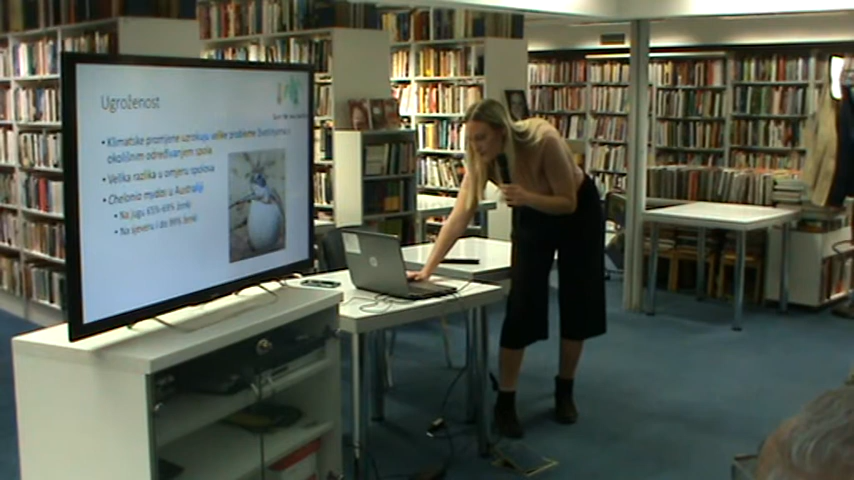 Ugroženost
• Klimatske promjene uzrokuju velike probleme životinjama s
okolišnim određivanjem spola
• Velika razlika u omjeru spolova
• Chelonia mydas u Australiji
• Na jugu 65%-69% ženki
• Na sjeveru i do 99% ženki